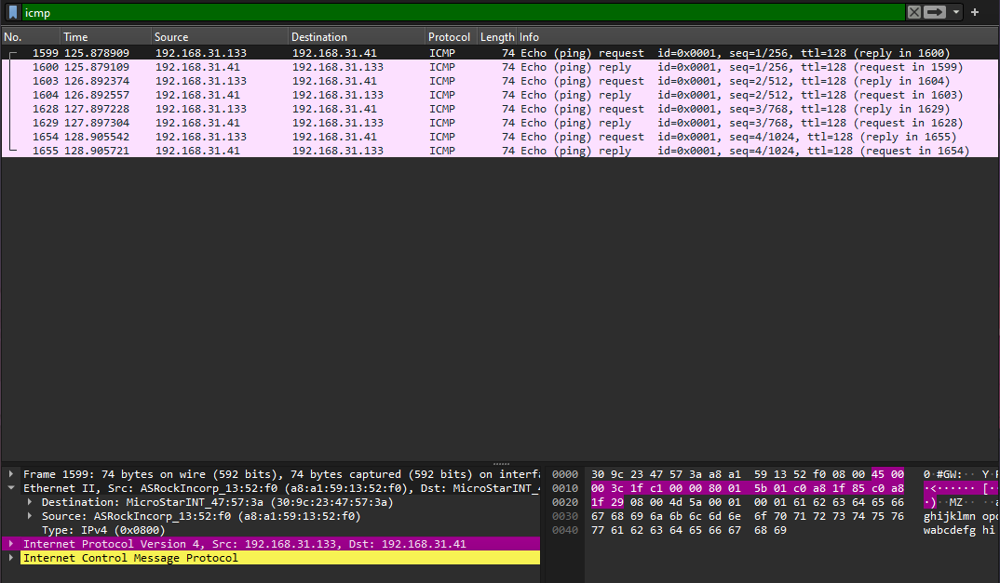 icmp
No. Time Source Destination Protocol Length Info
1599 125.878909 192.168.31.133 192.168.31.41 ICMP 74 Echo (ping) request id=0x0001, seq=1/256, ttl=128 (reply in 1600)
1600 125.879109 192.168.31.41 192.168.31.133 ICMP 74 Echo (ping) reply id=0x0001, seq=1/256, ttl=128 (request in 1599)
1603 126.892374 192.168.31.133 192.168.31.41 ICMP 74 Echo (ping) request id=0x0001, seq=2/512, ttl=128 (reply in 1604)
1604 126.892557 192.168.31.41 192.168.31.133 ICMP 74 Echo (ping) reply id=0x0001, seq=2/512, ttl=128 (request in 1603)
1628 127.897228 192.168.31.133 192.168.31.41 ICMP 74 Echo (ping) request id=0x0001, seq=3/768, ttl=128 (reply in 1629)
1629 127.897304 192.168.31.41 192.168.31.133 ICMP 74 Echo (ping) reply id=0x0001, seq=3/768, ttl=128 (request in 1628)
1654 128.905542 192.168.31.133 192.168.31.41 ICMP 74 Echo (ping) request id=0x0001, seq=4/1024, ttl=128 (reply in 1655)
1655 128.905721 192.168.31.41 192.168.31.133 ICMP 74 Echo (ping) reply id=0x0001, seq=4/1024, ttl=128 (request in 1654)
Frame 1599: 74 bytes on wire (592 bits), 74 bytes captured (592 bits) on interfa
Ethernet II, Src: ASRockIncorp_13:52:f0 (a8:a1:59:13:52:f0), Dst: MicroStarINT_
Destination: MicroStarINT_47:57:3a (30:9c:23:47:57:3a)
Source: ASRockIncorp_13:52:f0 (a8:a1:59:13:52:f0)
Type: IPv4 (0x0800)
Internet Protocol Version 4, Src: 192.168.31.133, Dst: 192.168.31.41
Internet Control Message Protocol
0000 30 9c 23 47 57 3a a8 a1 59 13 52 f0 08 00 45 00 0·#GW:·· Y·R
0010 00 3c 1f c1 00 00 80 01 5b 01 c0 a8 1f 85 c0 a8 ·<······ [·
0020 1f 29 08 00 4d 5a 00 01 00 01 61 62 63 64 65 66 ·)··MZ·· ··a
0030 67 68 69 6a 6b 6c 6d 6e 6f 70 71 72 73 74 75 76 ghijklmn opq
0040 77 61 62 63 64 65 66 67 68 69 wabcdefg hi